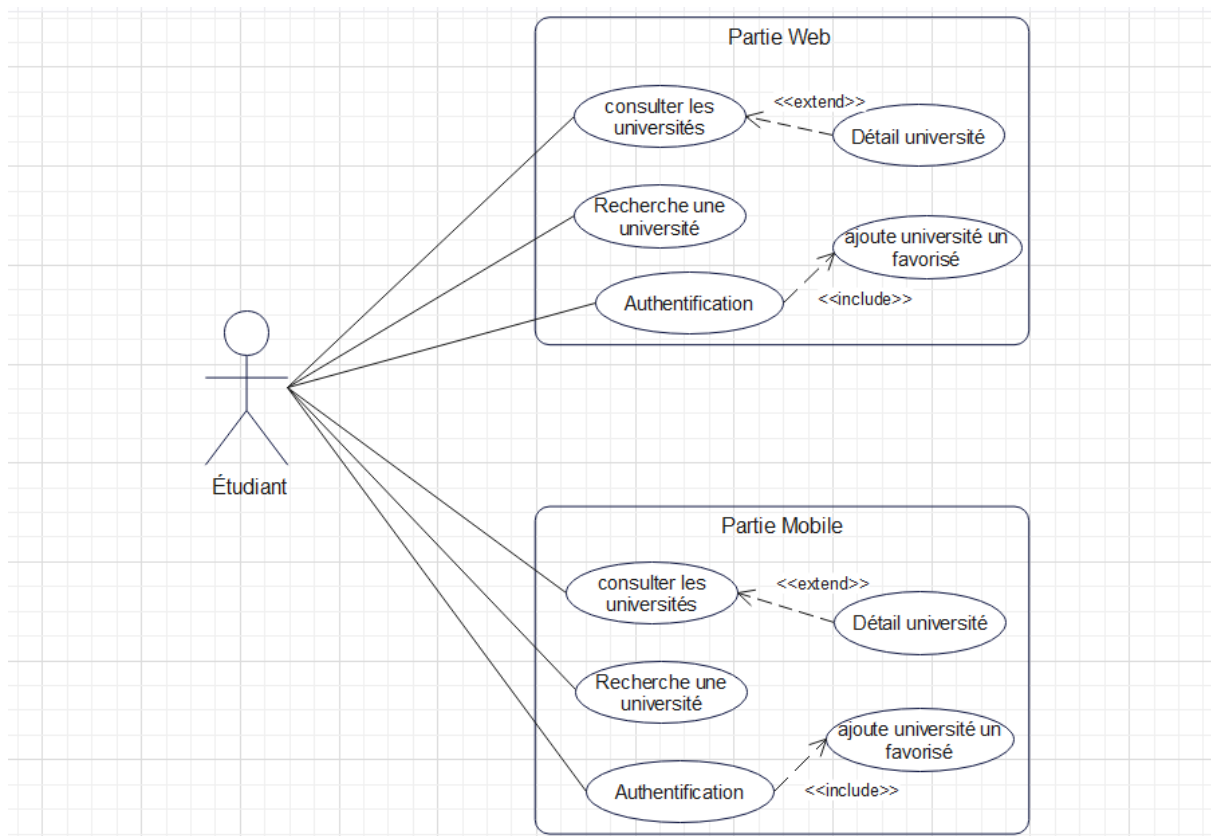 Partie Web
consulter les
universités
<<extend>>
Détail université
Recherche une
université
ajoute université un
favorisé
Authentification
<<include>>
Étudiant
Partie Mobile
consulter les
universités
<<extend>>
Détail université
Recherche une
université
ajoute université un
favorisé
Authentification
<<include>>